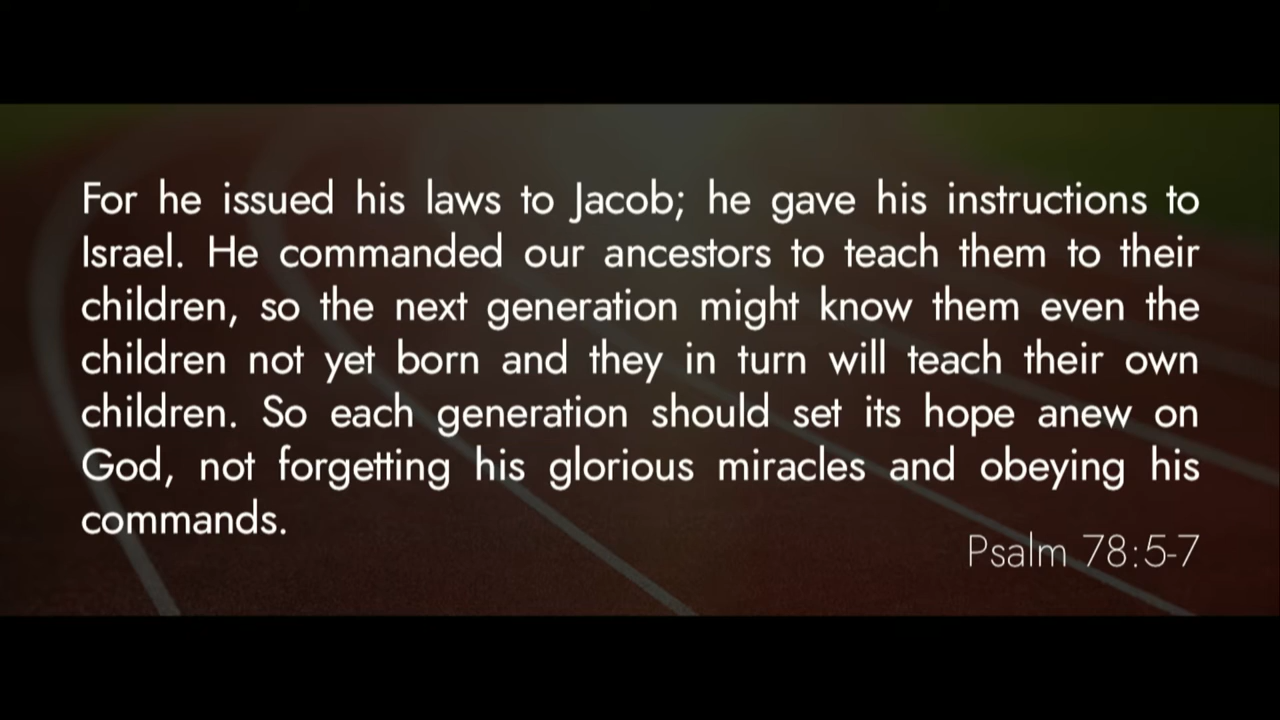 For he issued his laws to Jacob; he gave his instructions to
Israel. He commanded our ancestors to teach them to their
children, so the next generation might know them even the
children not yet born and they in turn will teach their own
children. So each generation should set its hope anew on
God, not forgetting his glorious miracles and obeying his
commands.
Psalm 78:5-7